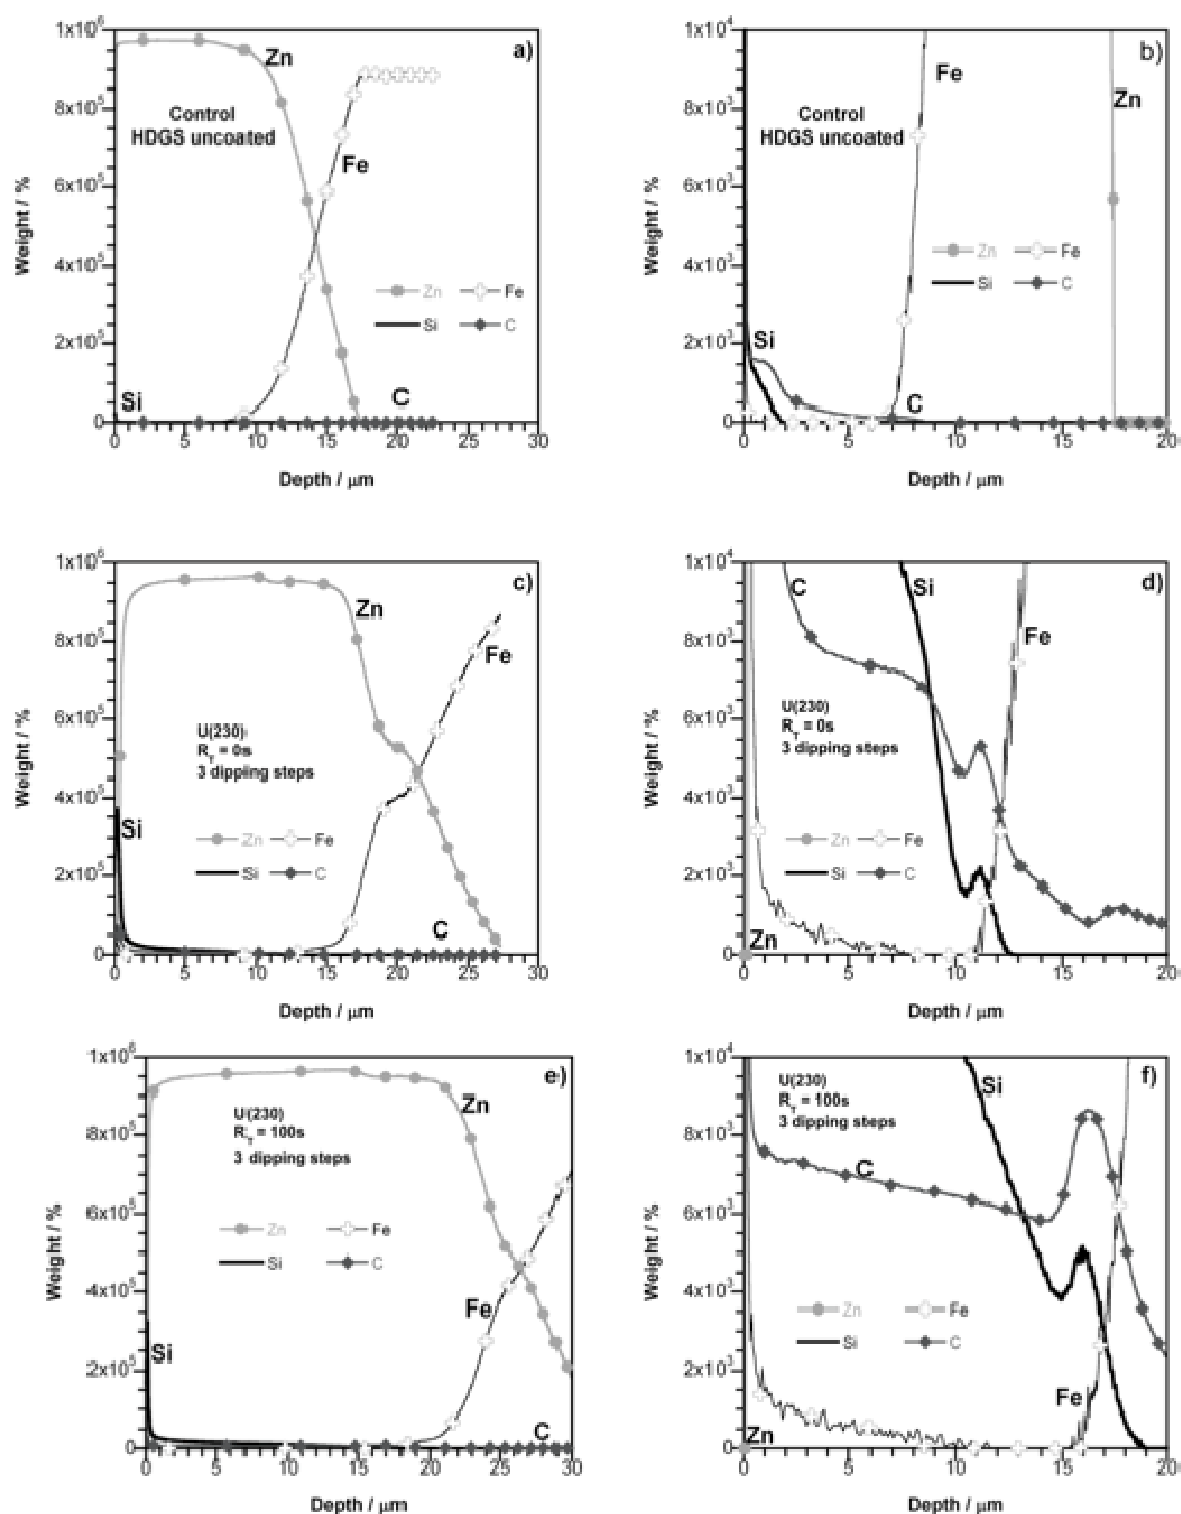 a)
1x10⁶
8x10⁵
6x10⁵
4x10⁵
2x10⁵
0
Weight / %
Zn
Control
HDGS uncoated
Fe
Zn Fe
Si C
Si
C
0 5 10 15 20 25 30
Depth / μm
b)
1x10⁴
8x10³
6x10³
4x10³
2x10³
0
Weight / %
Fe
Zn
Control
HDGS uncoated
Zn Fe
Si C
Si
C
0 5 10 15 20
Depth / μm
c)
1x10⁶
8x10⁵
6x10⁵
4x10⁵
2x10⁵
0
Weight / %
Zn
Fe
U(230)
R_T = 0s
3 dipping steps
Si
Zn Fe
Si C
C
0 5 10 15 20 25 30
Depth / μm
d)
1x10⁴
8x10³
6x10³
4x10³
2x10³
0
Weight / %
C
Si
Fe
U(230)
R_T = 0s
3 dipping steps
Zn Fe
Si C
Zn
0 5 10 15 20
Depth / μm
e)
1x10⁶
8x10⁵
6x10⁵
4x10⁵
2x10⁵
0
Weight / %
Zn
U(230)
R_T = 100s
3 dipping steps
Zn Fe
Si C
Fe
Si
C
0 5 10 15 20 25 30
Depth / μm
f)
1x10⁴
8x10³
6x10³
4x10³
2x10³
0
Weight / %
Si
U(230)
R_T = 100s
3 dipping steps
C
Zn Fe
Si C
Fe
Zn
0 5 10 15 20
Depth / μm